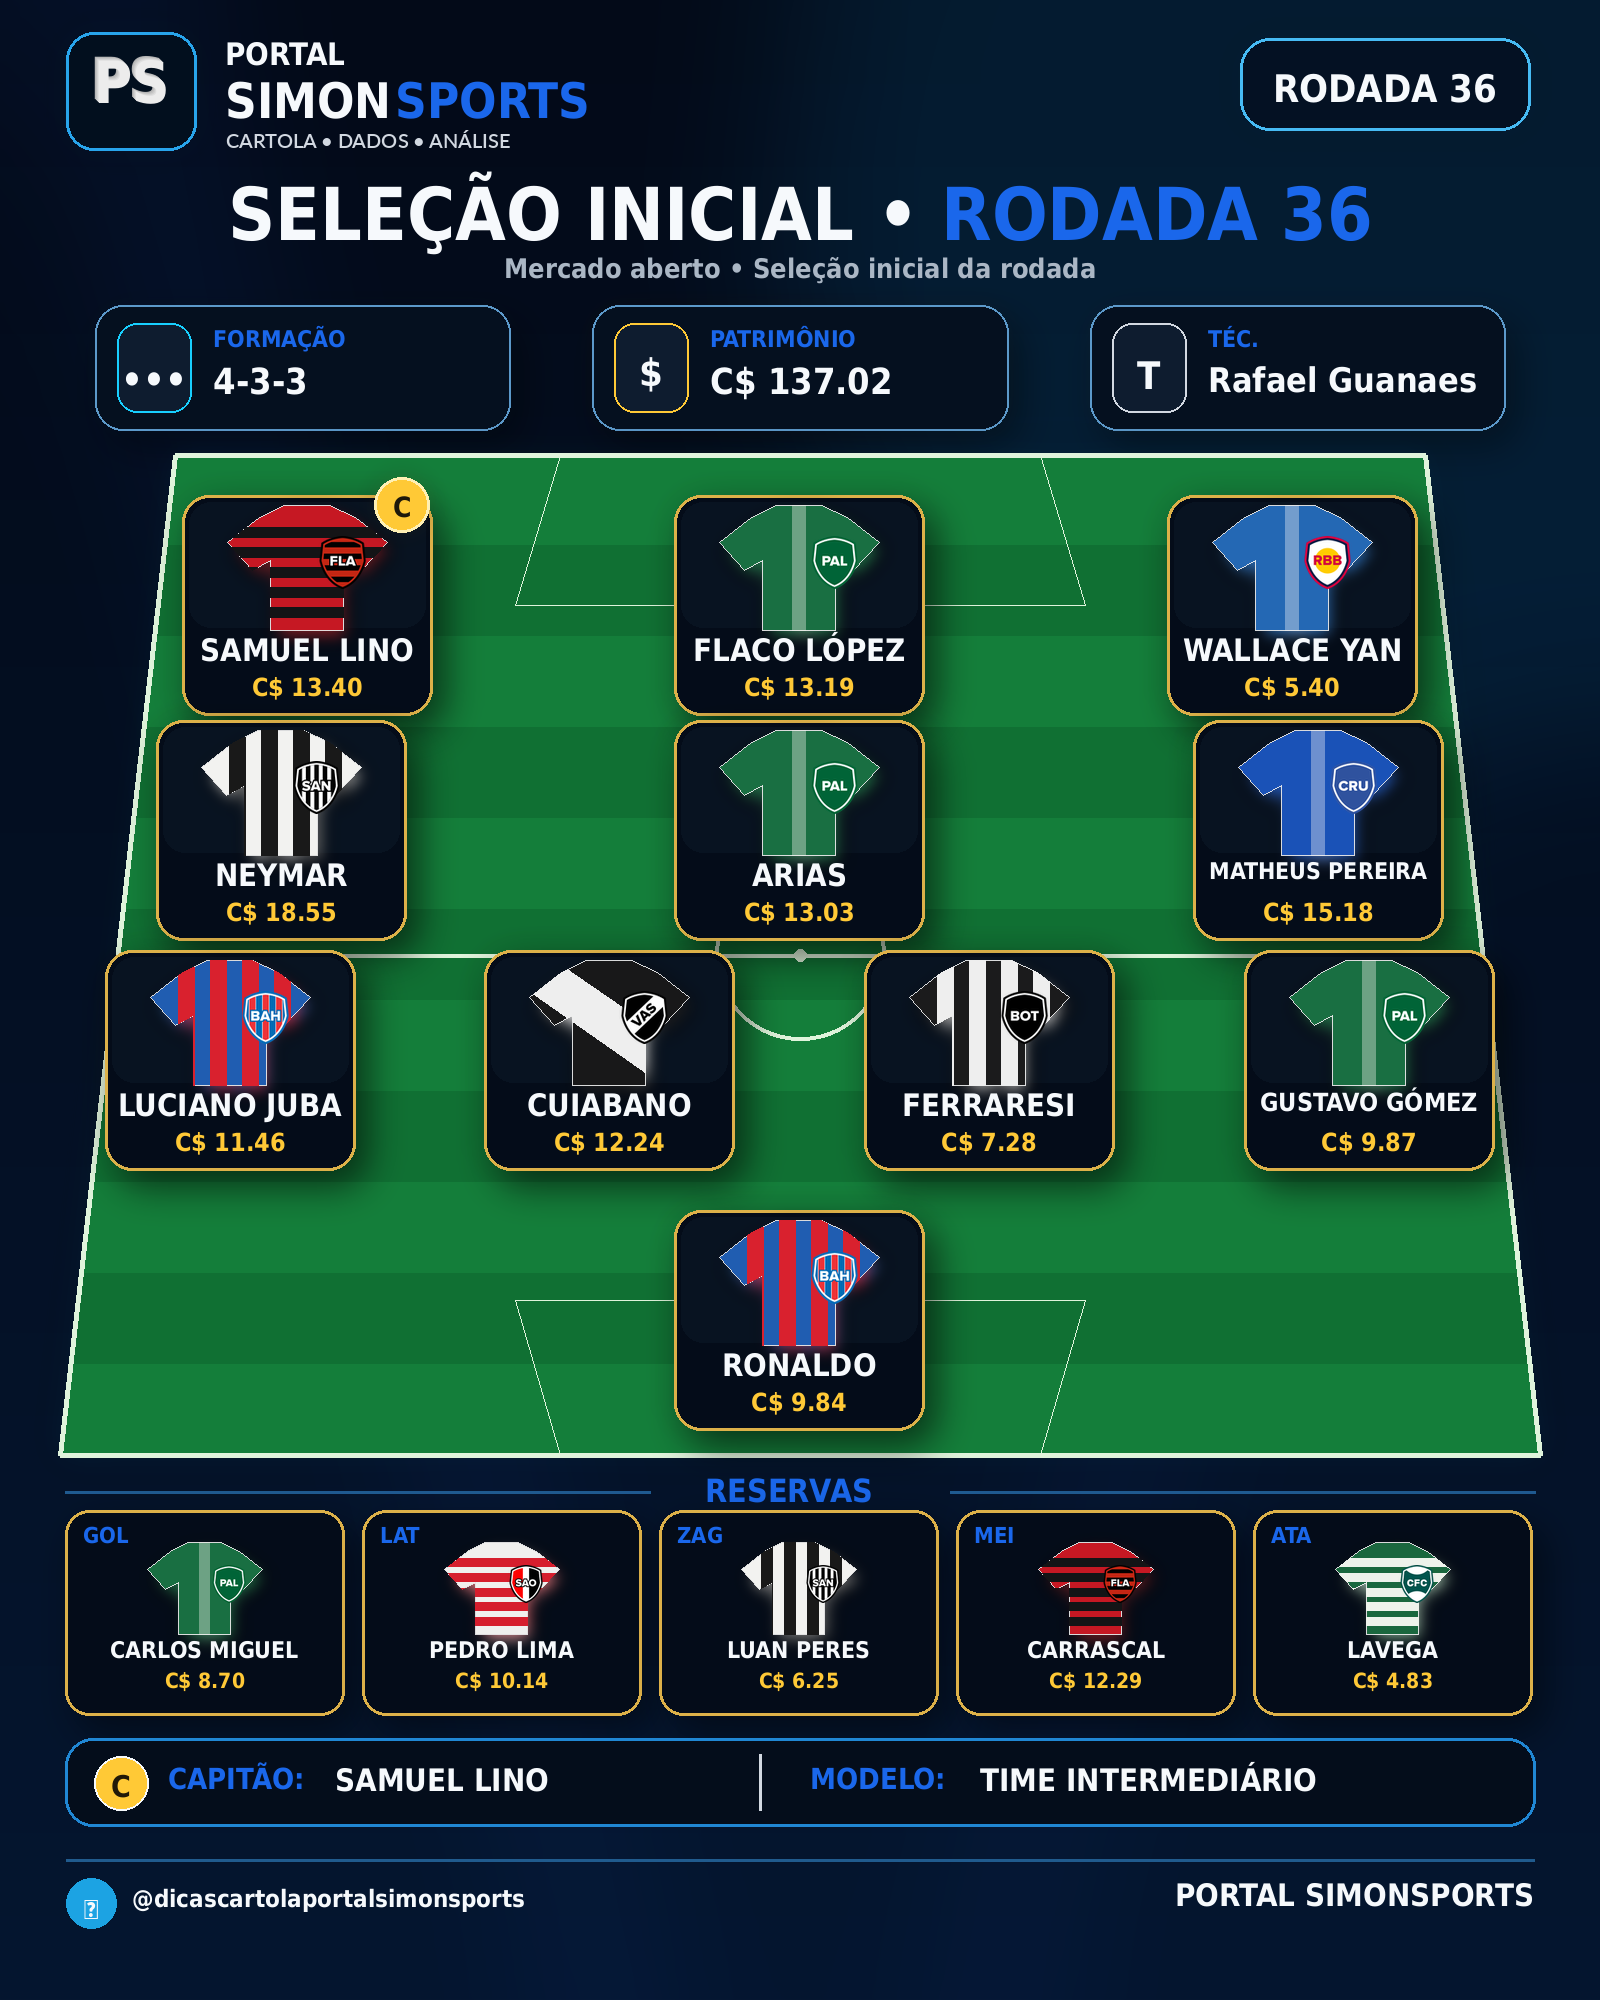 PS
PORTAL
SIMONSPORTS
CARTOLA • DADOS • ANÁLISE
RODADA 36
SELEÇÃO INICIAL • RODADA 36
Mercado aberto • Seleção inicial da rodada
FORMAÇÃO
4-3-3
$
PATRIMÔNIO
C$ 137.02
T
TÉC.
Rafael Guanaes
C
FLA
SAMUEL LINO
C$ 13.40
PAL
FLACO LÓPEZ
C$ 13.19
RBB
WALLACE YAN
C$ 5.40
SAN
NEYMAR
C$ 18.55
PAL
ARIAS
C$ 13.03
CRU
MATHEUS PEREIRA
C$ 15.18
BAH
LUCIANO JUBA
C$ 11.46
VAS
CUIABANO
C$ 12.24
BOT
FERRARESI
C$ 7.28
PAL
GUSTAVO GÓMEZ
C$ 9.87
BAH
RONALDO
C$ 9.84
RESERVAS
GOL
PAL
CARLOS MIGUEL
C$ 8.70
LAT
SAO
PEDRO LIMA
C$ 10.14
ZAG
SAN
LUAN PERES
C$ 6.25
MEI
FLA
CARRASCAL
C$ 12.29
ATA
CFC
LAVEGA
C$ 4.83
C CAPITÃO: SAMUEL LINO
MODELO: TIME INTERMEDIÁRIO
@dicascartolaportalsimonsports
PORTAL SIMONSPORTS